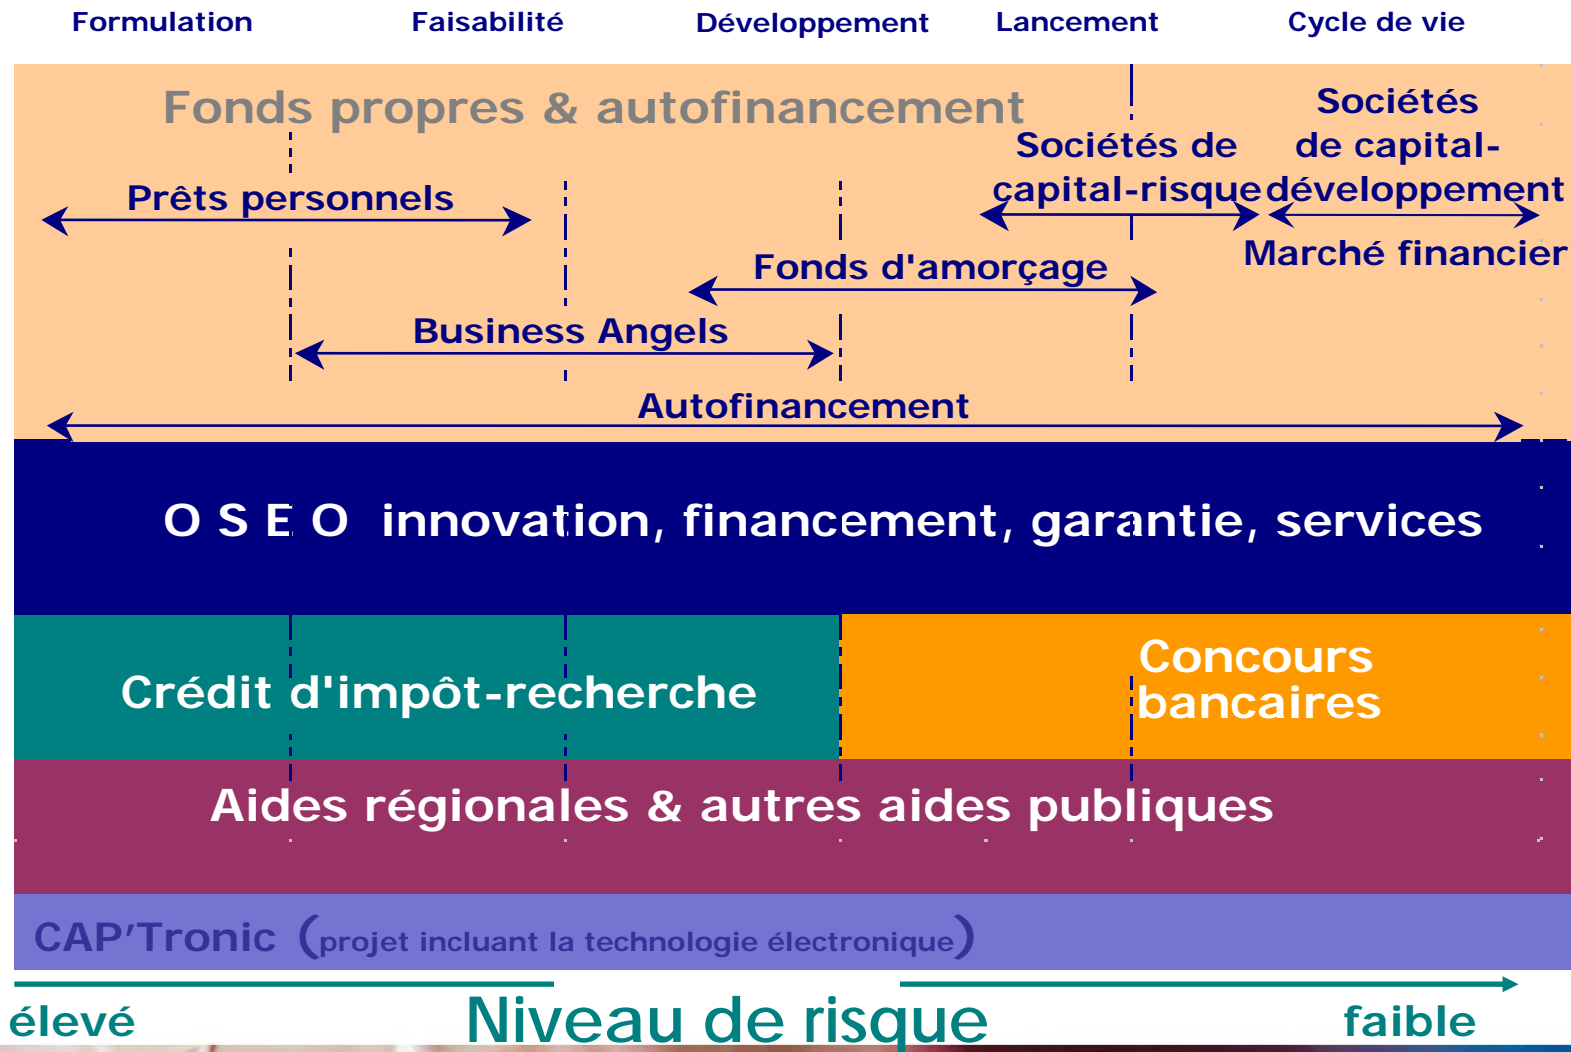 Formulation Faisabilité Développement Lancement Cycle de vie
Fonds propres & autofinancement
Sociétés
de capital-
développement
Sociétés de
capital-risque
Prêts personnels
Marché financier
Fonds d'amorçage
Business Angels
Autofinancement
O S E O innovation, financement, garantie, services
Crédit d'impôt-recherche
Concours
bancaires
Aides régionales & autres aides publiques
CAP'Tronic (projet incluant la technologie électronique)
élevé Niveau de risque faible